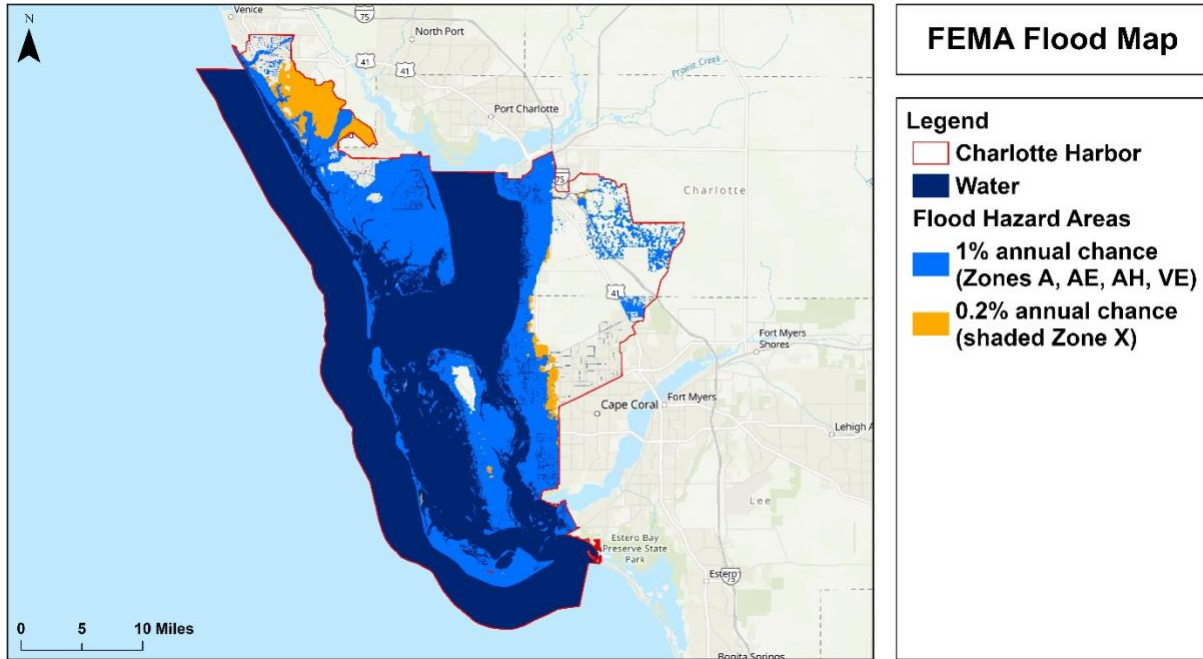 FEMA Flood Map
Legend
Charlotte Harbor
Water
Flood Hazard Areas
1% annual chance
(Zones A, AE, AH, VE)
0.2% annual chance
(shaded Zone X)
N
Venice
75
North Port
41
41
Prairie Creek
Port Charlotte
75
Charlotte
41
Fort Myers
Shores
Cape Coral
Fort Myers
Lehigh A
Lee
Estero Bay
Preserve State
Park
Estero
75
Bonita Springs
0 5 10 Miles